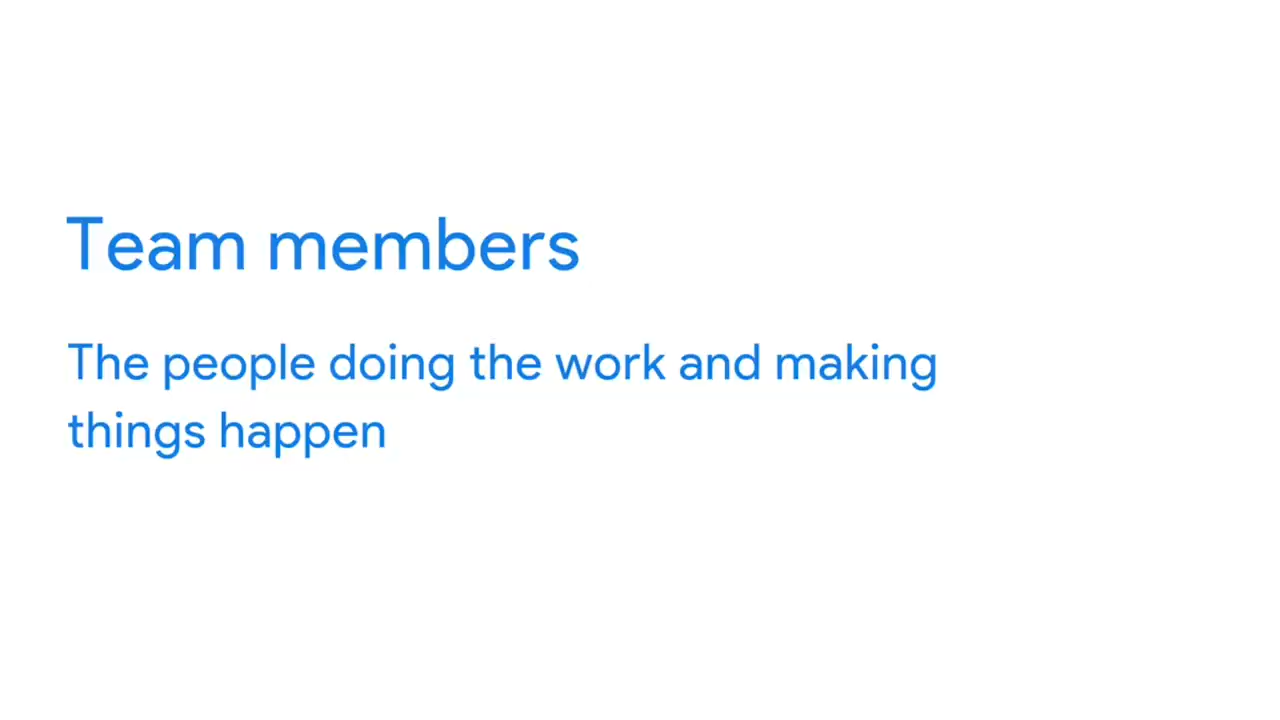 Team members
The people doing the work and making
things happen